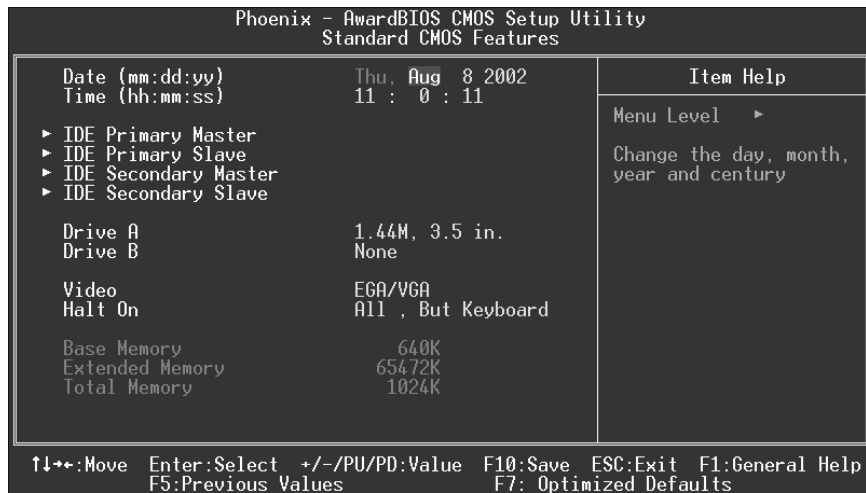 Phoenix - AwardBIOS CMOS Setup Utility
Standard CMOS Features
Date (mm:dd:yy) Thu, Aug 8 2002
Time (hh:mm:ss) 11 : 0 : 11
► IDE Primary Master
► IDE Primary Slave
► IDE Secondary Master
► IDE Secondary Slave
Drive A 1.44M, 3.5 in.
Drive B None
Video EGA/VGA
Halt On All , But Keyboard
Base Memory 640K
Extended Memory 65472K
Total Memory 1024K
Item Help
Menu Level ►
Change the day, month,
year and century
↑↓→←:Move Enter:Select +/-/PU/PD:Value F10:Save ESC:Exit F1:General Help
F5:Previous Values F7: Optimized Defaults